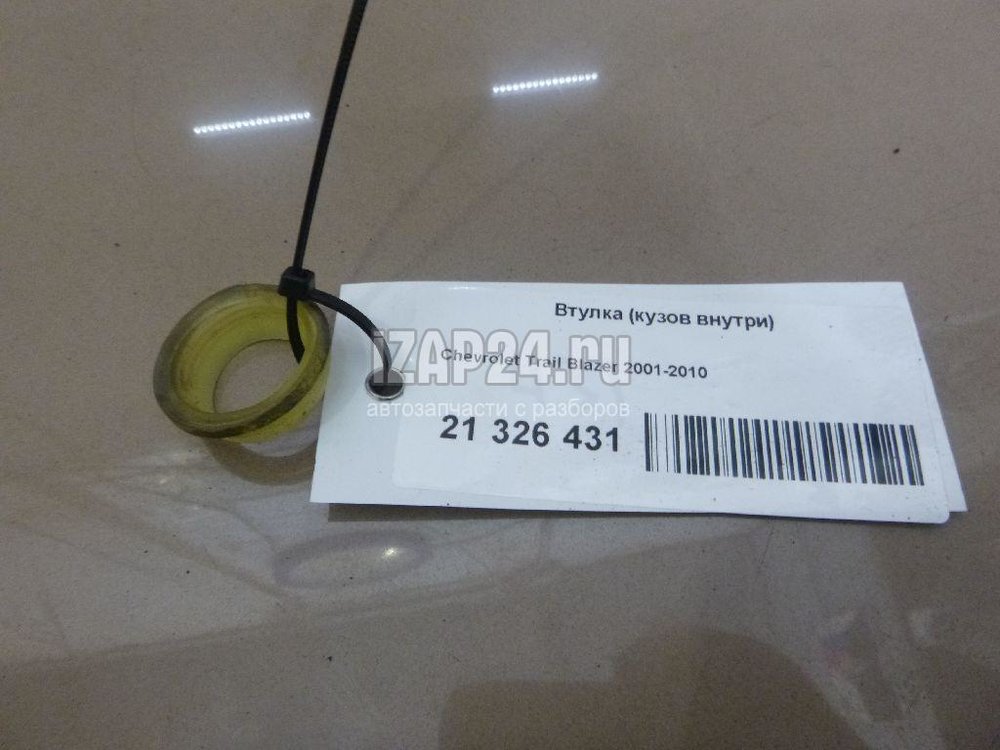 Втулка (кузов внутри)
iZAP24.ru
Chevrolet Trail Blazer 2001-2010
автозапчасти с разборов
21 326 431